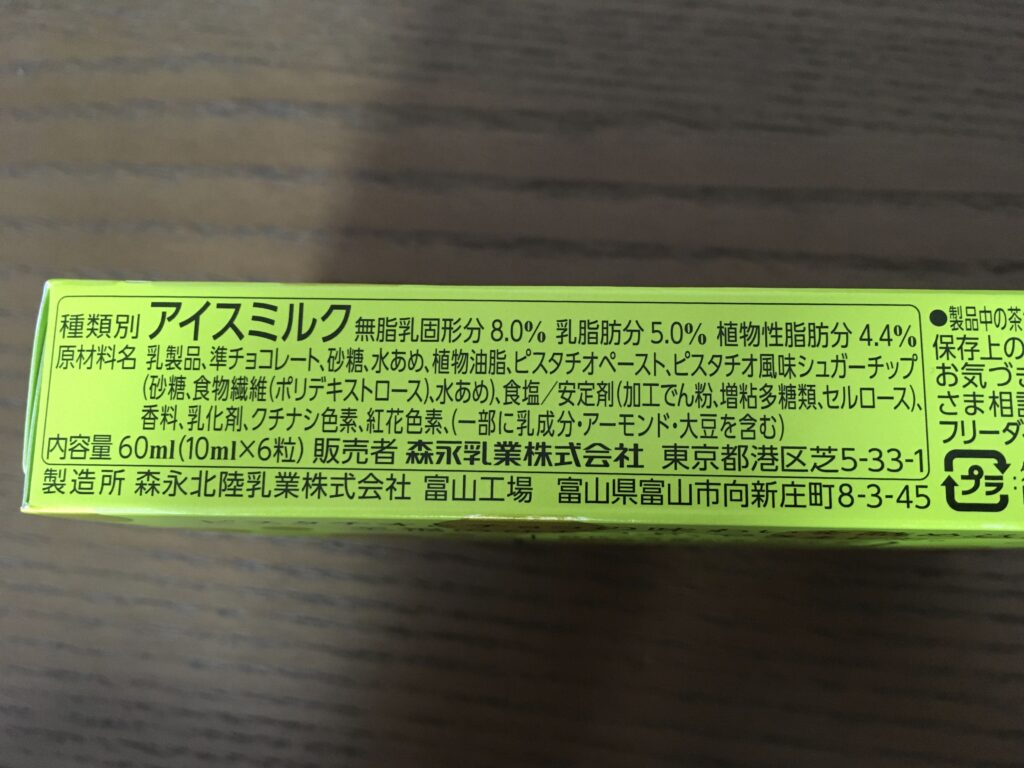 種類別 アイスミルク 無脂乳固形分 8.0% 乳脂肪分 5.0% 植物性脂肪分 4.4%
原材料名 乳製品、準チョコレート、砂糖、水あめ、植物油脂、ピスタチオペースト、ピスタチオ風味シュガーチップ
(砂糖、食物繊維(ポリデキストロース)、水あめ)、食塩/安定剤(加工でん粉、増粘多糖類、セルロース)、
香料、乳化剤、クチナシ色素、紅花色素、(一部に乳成分・アーモンド・大豆を含む)
内容量 60ml(10ml×6粒) 販売者 森永乳業株式会社 東京都港区芝5-33-1
製造所 森永北陸乳業株式会社 富山工場 富山県富山市向新庄町8-3-45
●製品中の茶
保存上の
お気づき
さま相談
フリーダ
プラ